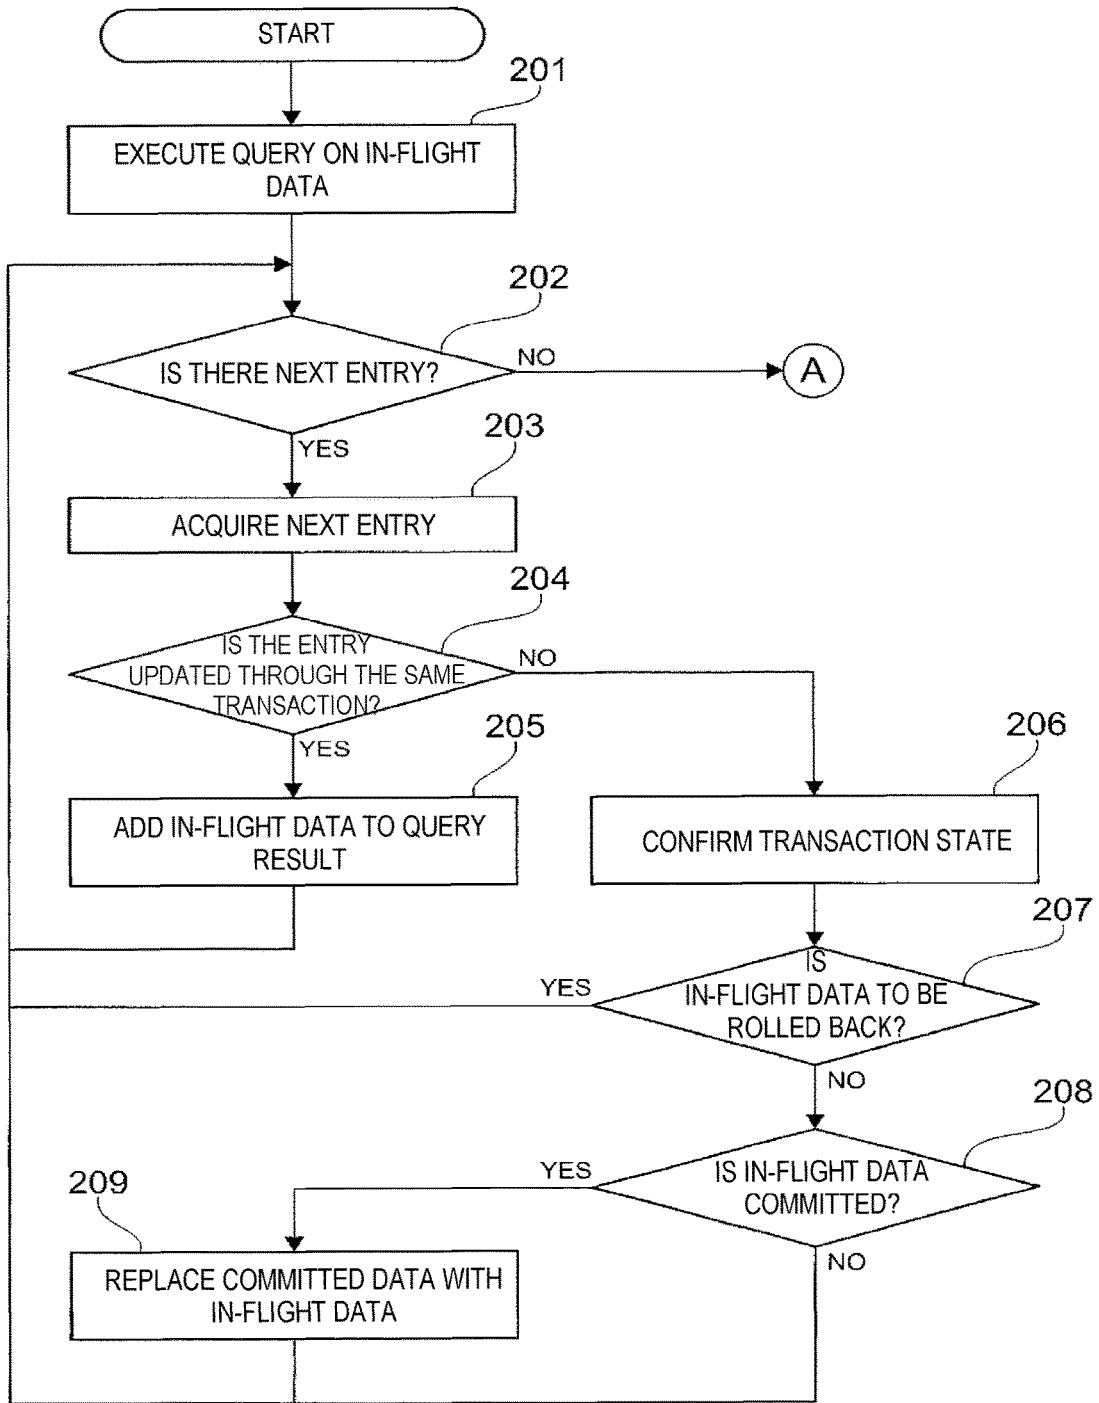 START
201
EXECUTE QUERY ON IN-FLIGHT
DATA
202
IS THERE NEXT ENTRY?
NO
A
YES
203
ACQUIRE NEXT ENTRY
204
IS THE ENTRY
UPDATED THROUGH THE SAME
TRANSACTION?
NO
YES
205
ADD IN-FLIGHT DATA TO QUERY
RESULT
206
CONFIRM TRANSACTION STATE
207
IS
IN-FLIGHT DATA TO BE
ROLLED BACK?
YES
NO
208
IS IN-FLIGHT DATA
COMMITTED?
YES
NO
209
REPLACE COMMITTED DATA WITH
IN-FLIGHT DATA